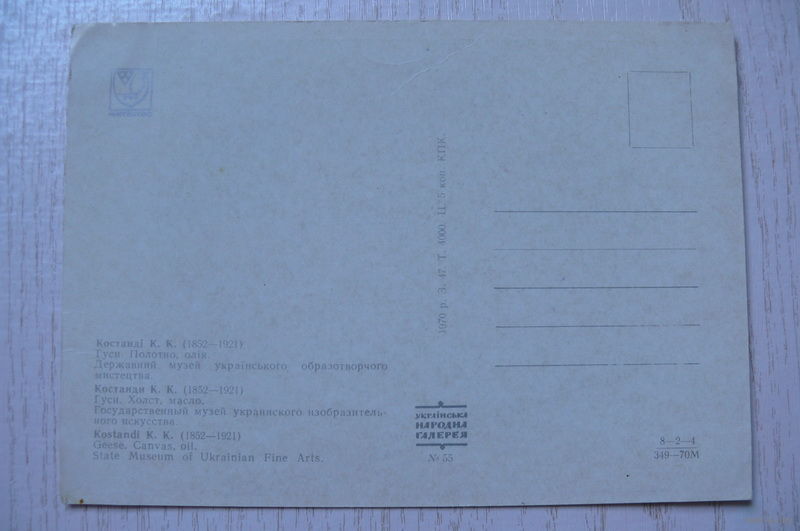 Костанді К. К. (1852—1921)
Гуси. Полотно, олія.
Державний музей українського образотворчого
мистецтва.
Костанди К. К. (1852—1921)
Гуси. Холст, масло.
Государственный музей украинского изобразитель-
ного искусства.
Kostandi K. K. (1852—1921)
Geese. Canvas, oil.
State Museum of Ukrainian Fine Arts.
1970 р. З. 47. Т. 4000. Ц. 5 коп. КПК.
УКРАЇНСЬКА
НАРОДНА
ГАЛЕРЕЯ
№ 55
8—2—4
349—70М